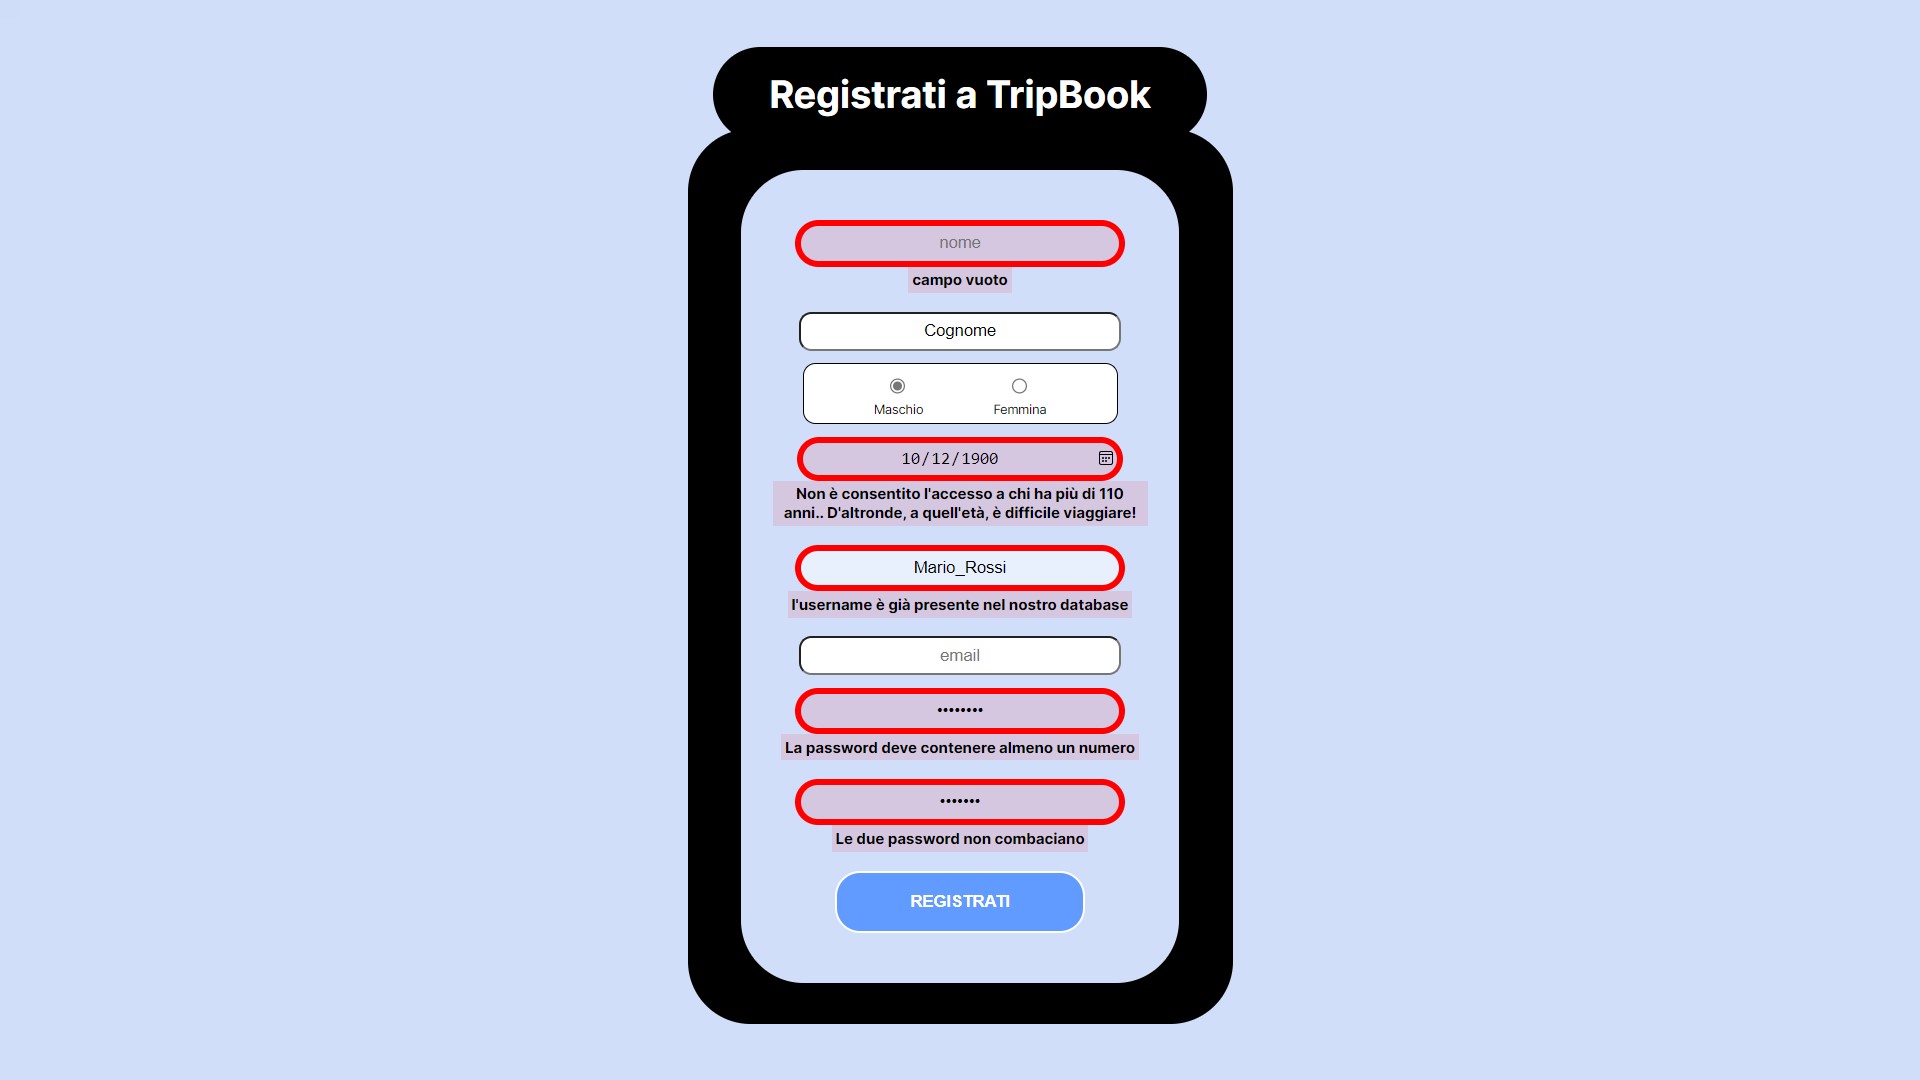 Registrati a TripBook
nome
campo vuoto
Cognome
Maschio Femmina
10/12/1900
Non è consentito l'accesso a chi ha più di 110
anni.. D'altronde, a quell'età, è difficile viaggiare!
Mario_Rossi
l'username è già presente nel nostro database
email
••••••••
La password deve contenere almeno un numero
•••••••
Le due password non combaciano
REGISTRATI